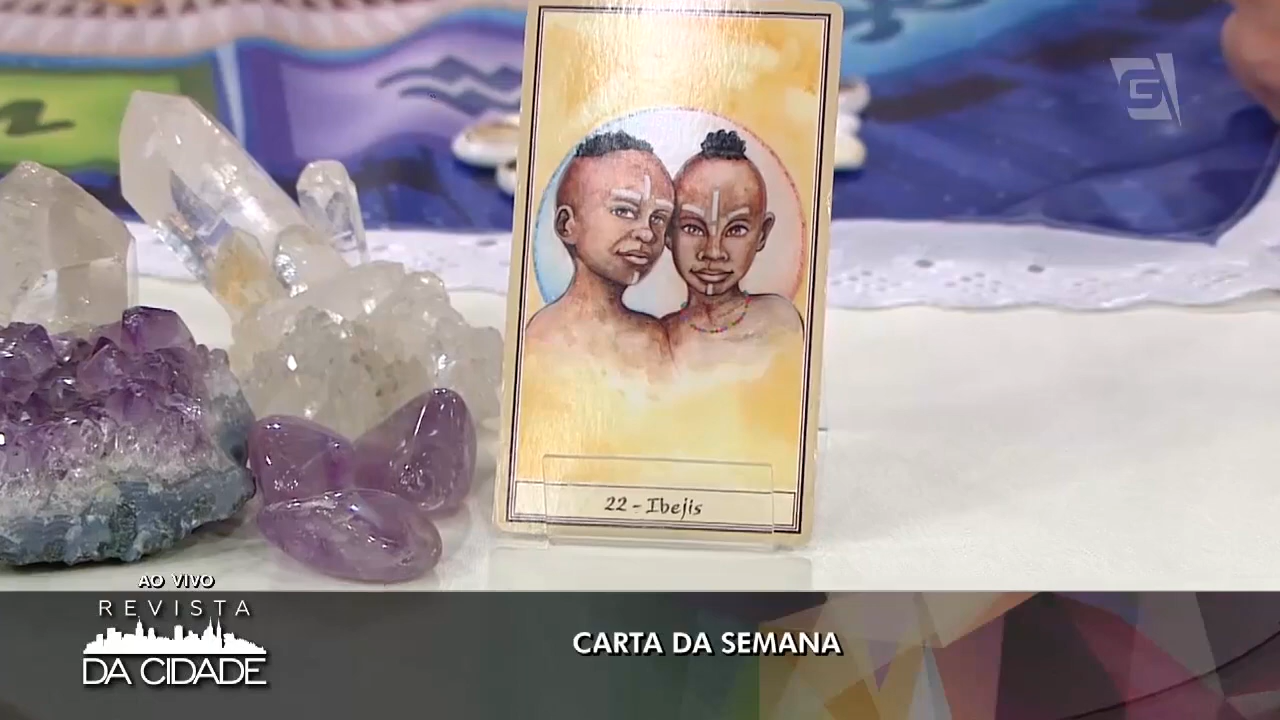 22 - Ibejis
AO VIVO
REVISTA
DA CIDADE
CARTA DA SEMANA